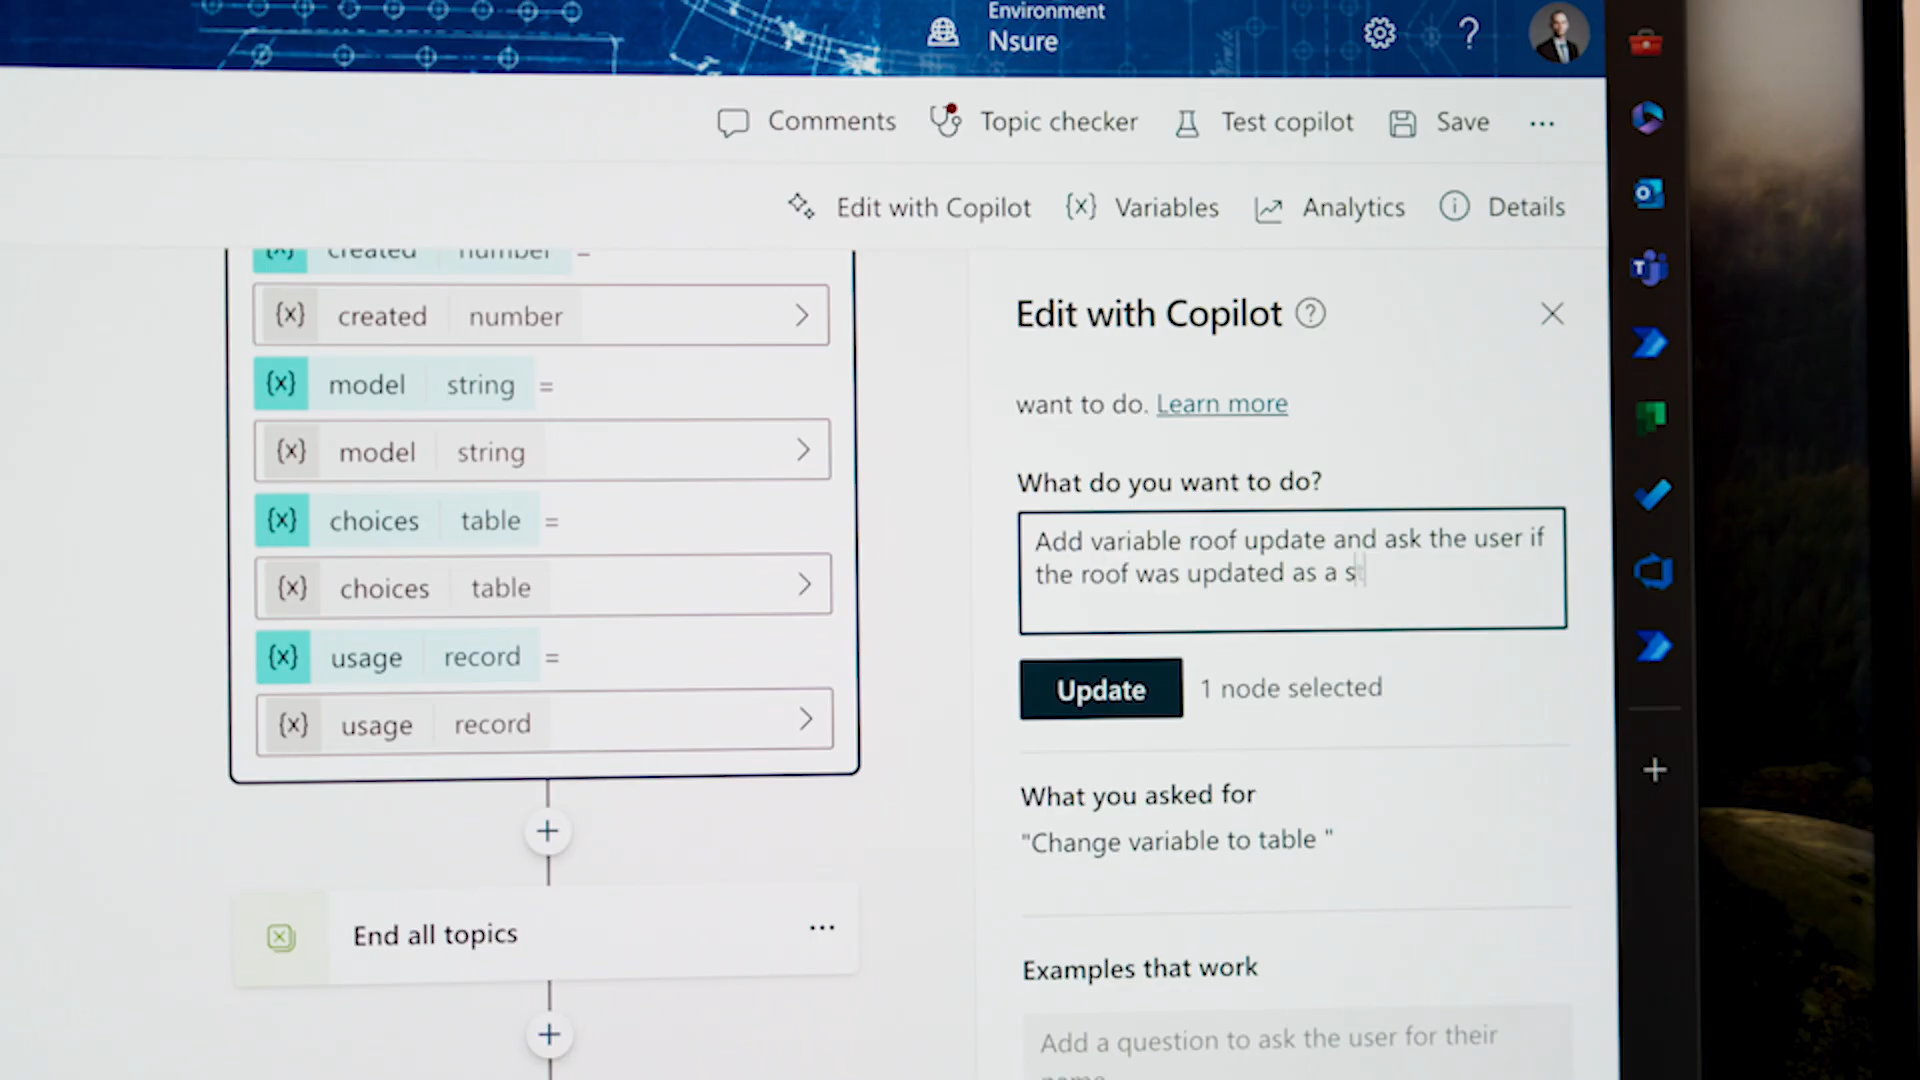 Environment
Nsure
Comments
Topic checker
Test copilot
Save
Edit with Copilot
{x} Variables
Analytics
Details
{x} created number =
{x} created number
{x} model string =
{x} model string
{x} choices table =
{x} choices table
{x} usage record =
{x} usage record
End all topics
Edit with Copilot
want to do. Learn more
What do you want to do?
Add variable roof update and ask the user if
the roof was updated as a st
Update
1 node selected
What you asked for
"Change variable to table "
Examples that work
Add a question to ask the user for their
name